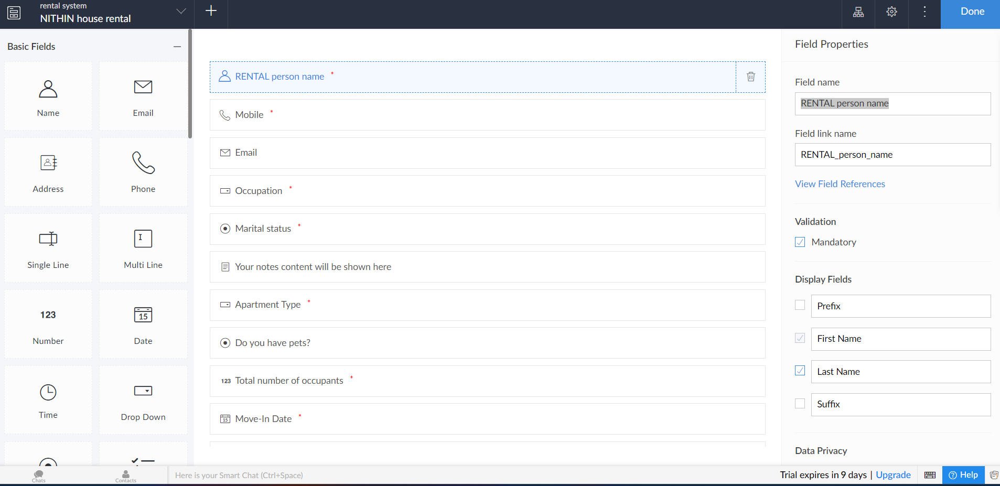 rental system
NITHIN house rental
Done
Basic Fields
Name
Email
Address
Phone
Single Line
Multi Line
I
123
Number
15
Date
Time
Drop Down
RENTAL person name *
Mobile *
Email
Occupation *
Marital status *
Your notes content will be shown here
Apartment Type *
Do you have pets?
123 Total number of occupants *
15 Move-In Date *
Field Properties
Field name
RENTAL person name
Field link name
RENTAL_person_name
View Field References
Validation
Mandatory
Display Fields
Prefix
First Name
Last Name
Suffix
Data Privacy
Chats
Contacts
Here is your Smart Chat (Ctrl+Space)
Trial expires in 9 days | Upgrade
? Help